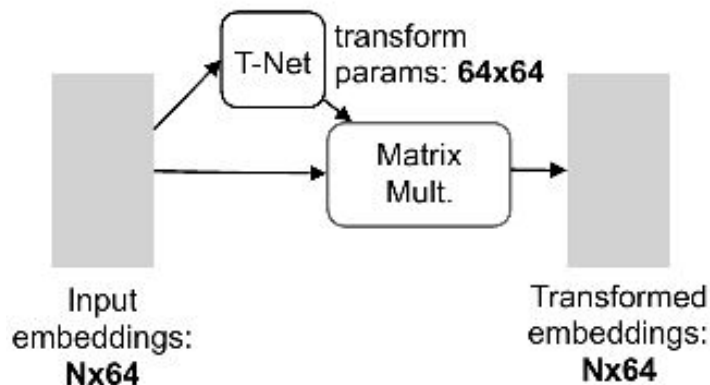 T-Net
transform
params: 64x64
Matrix
Mult.
Input
embeddings:
Nx64
Transformed
embeddings:
Nx64